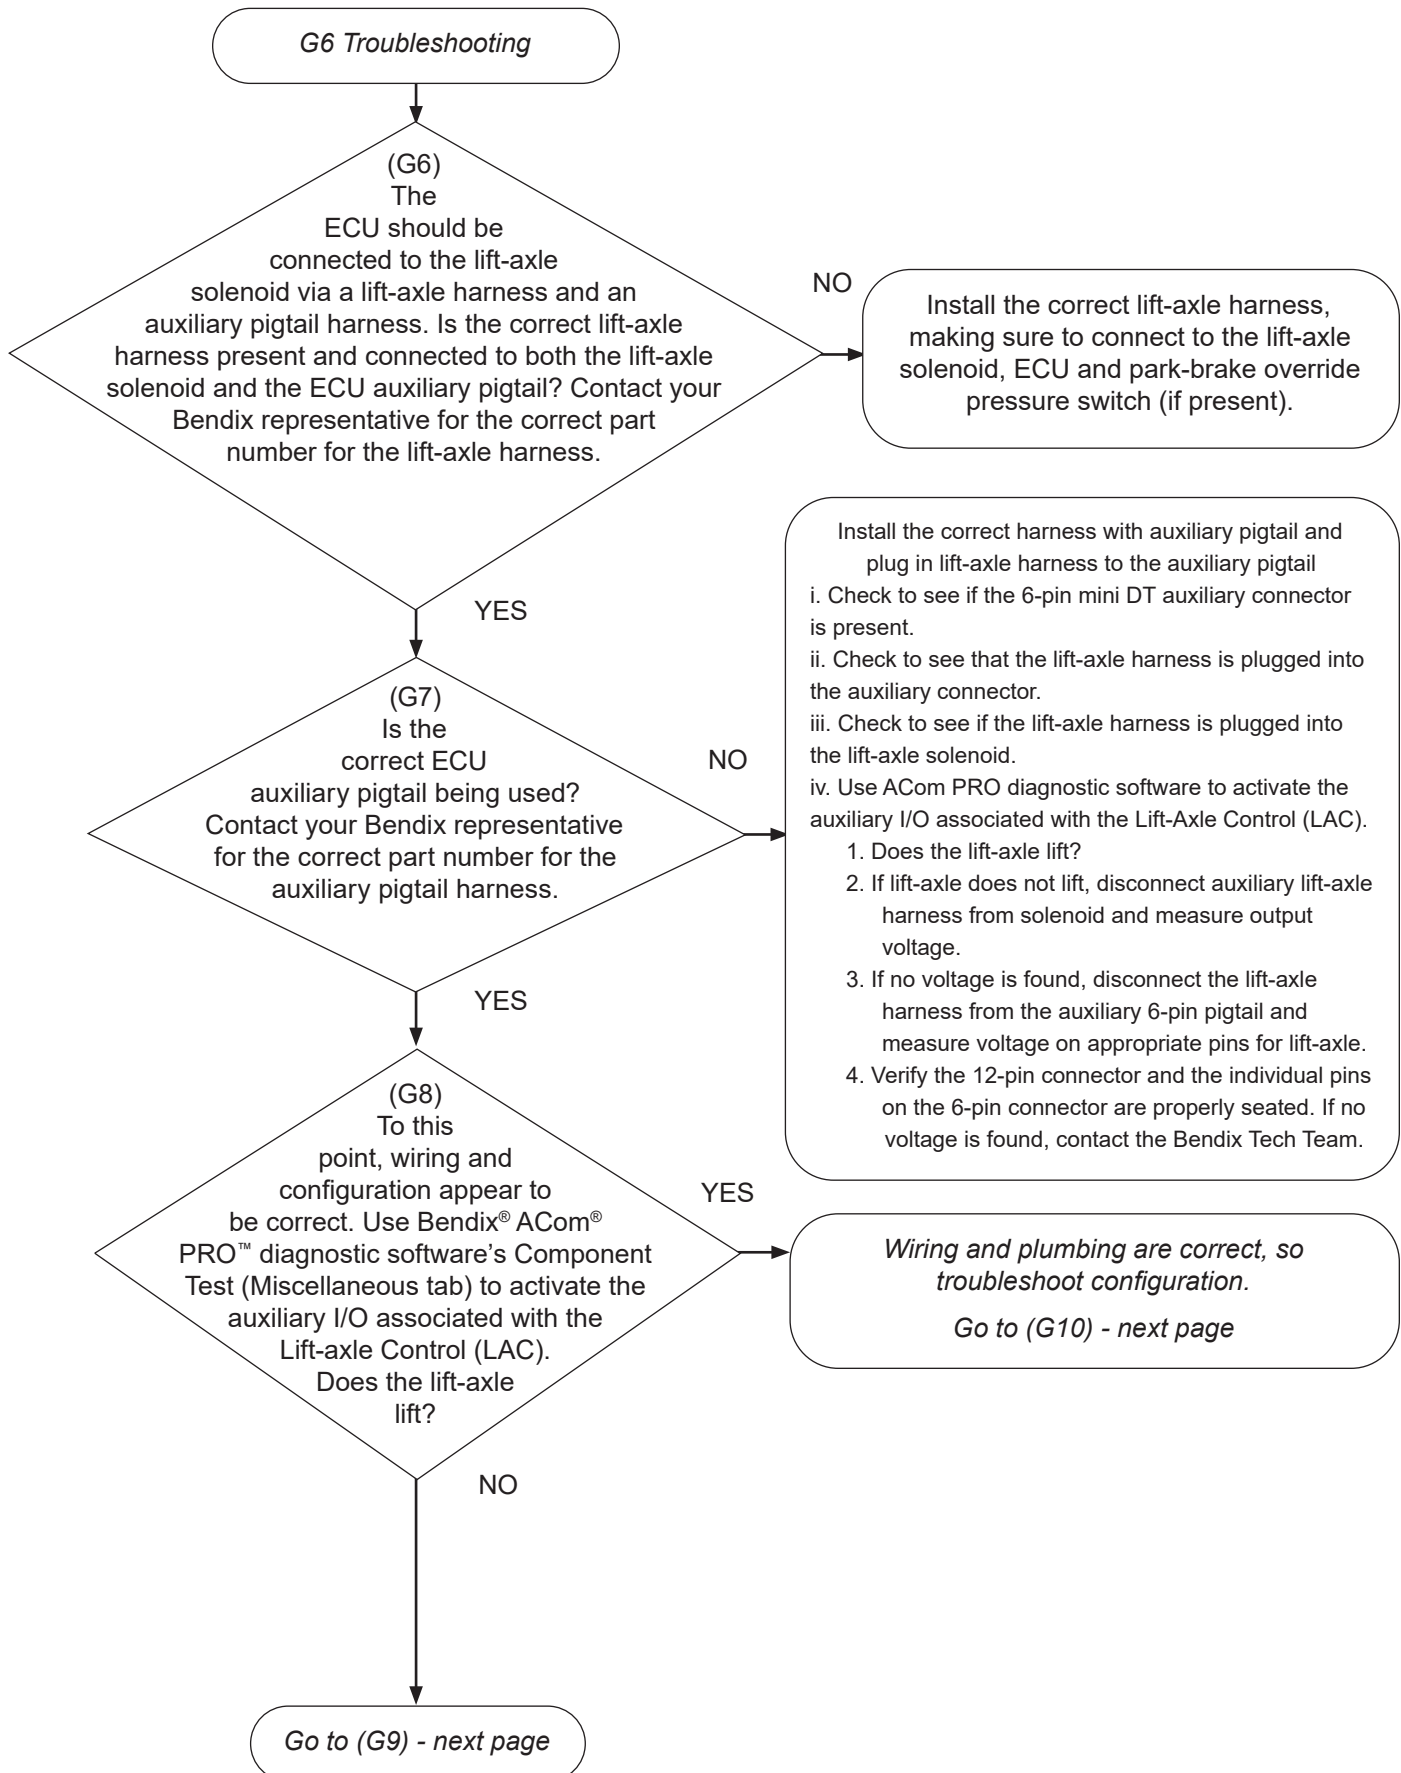 G6 Troubleshooting
(G6)
The
ECU should be
connected to the lift-axle
solenoid via a lift-axle harness and an
auxiliary pigtail harness. Is the correct lift-axle
harness present and connected to both the lift-axle
solenoid and the ECU auxiliary pigtail? Contact your
Bendix representative for the correct part
number for the lift-axle harness.
NO
Install the correct lift-axle harness,
making sure to connect to the lift-axle
solenoid, ECU and park-brake override
pressure switch (if present).
YES
(G7)
Is the
correct ECU
auxiliary pigtail being used?
Contact your Bendix representative
for the correct part number for the
auxiliary pigtail harness.
NO
Install the correct harness with auxiliary pigtail and
plug in lift-axle harness to the auxiliary pigtail
i. Check to see if the 6-pin mini DT auxiliary connector
is present.
ii. Check to see that the lift-axle harness is plugged into
the auxiliary connector.
iii. Check to see if the lift-axle harness is plugged into
the lift-axle solenoid.
iv. Use ACom PRO diagnostic software to activate the
auxiliary I/O associated with the Lift-Axle Control (LAC).
1. Does the lift-axle lift?
2. If lift-axle does not lift, disconnect auxiliary lift-axle
harness from solenoid and measure output
voltage.
3. If no voltage is found, disconnect the lift-axle
harness from the auxiliary 6-pin pigtail and
measure voltage on appropriate pins for lift-axle.
4. Verify the 12-pin connector and the individual pins
on the 6-pin connector are properly seated. If no
voltage is found, contact the Bendix Tech Team.
YES
(G8)
To this
point, wiring and
configuration appear to
be correct. Use Bendix® ACom®
PRO™ diagnostic software’s Component
Test (Miscellaneous tab) to activate the
auxiliary I/O associated with the
Lift-axle Control (LAC).
Does the lift-axle
lift?
YES
Wiring and plumbing are correct, so
troubleshoot configuration.
Go to (G10) - next page
NO
Go to (G9) - next page